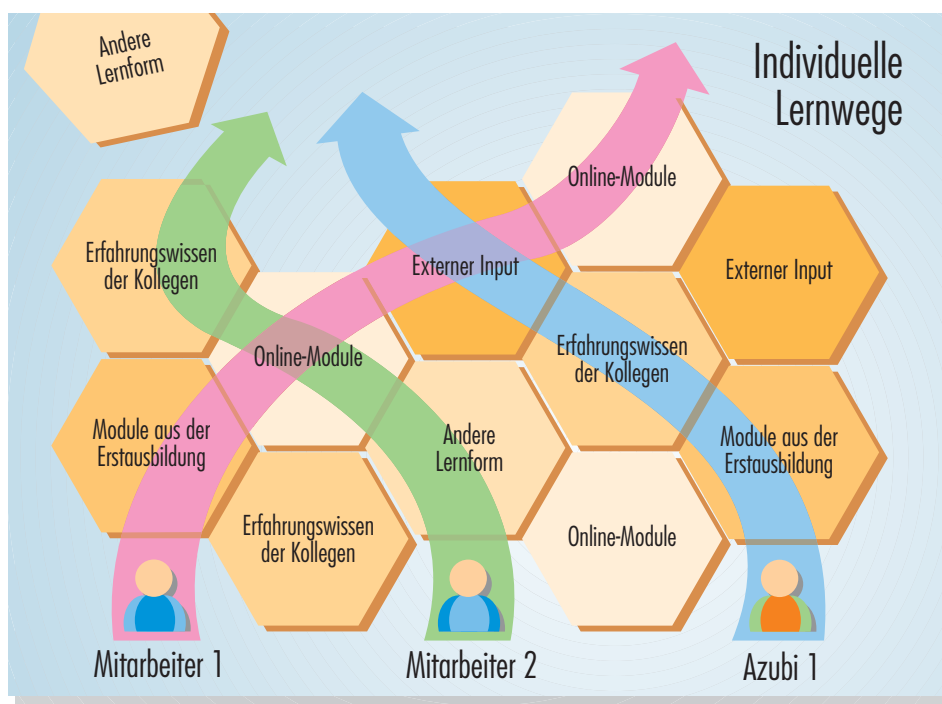 Andere
Lernform
Individuelle
Lernwege
Online-Module
Erfahrungswissen
der Kollegen
Externer Input
Externer Input
Online-Module
Erfahrungswissen
der Kollegen
Module aus der
Erstausbildung
Andere
Lernform
Module aus der
Erstausbildung
Erfahrungswissen
der Kollegen
Online-Module
Mitarbeiter 1
Mitarbeiter 2
Azubi 1